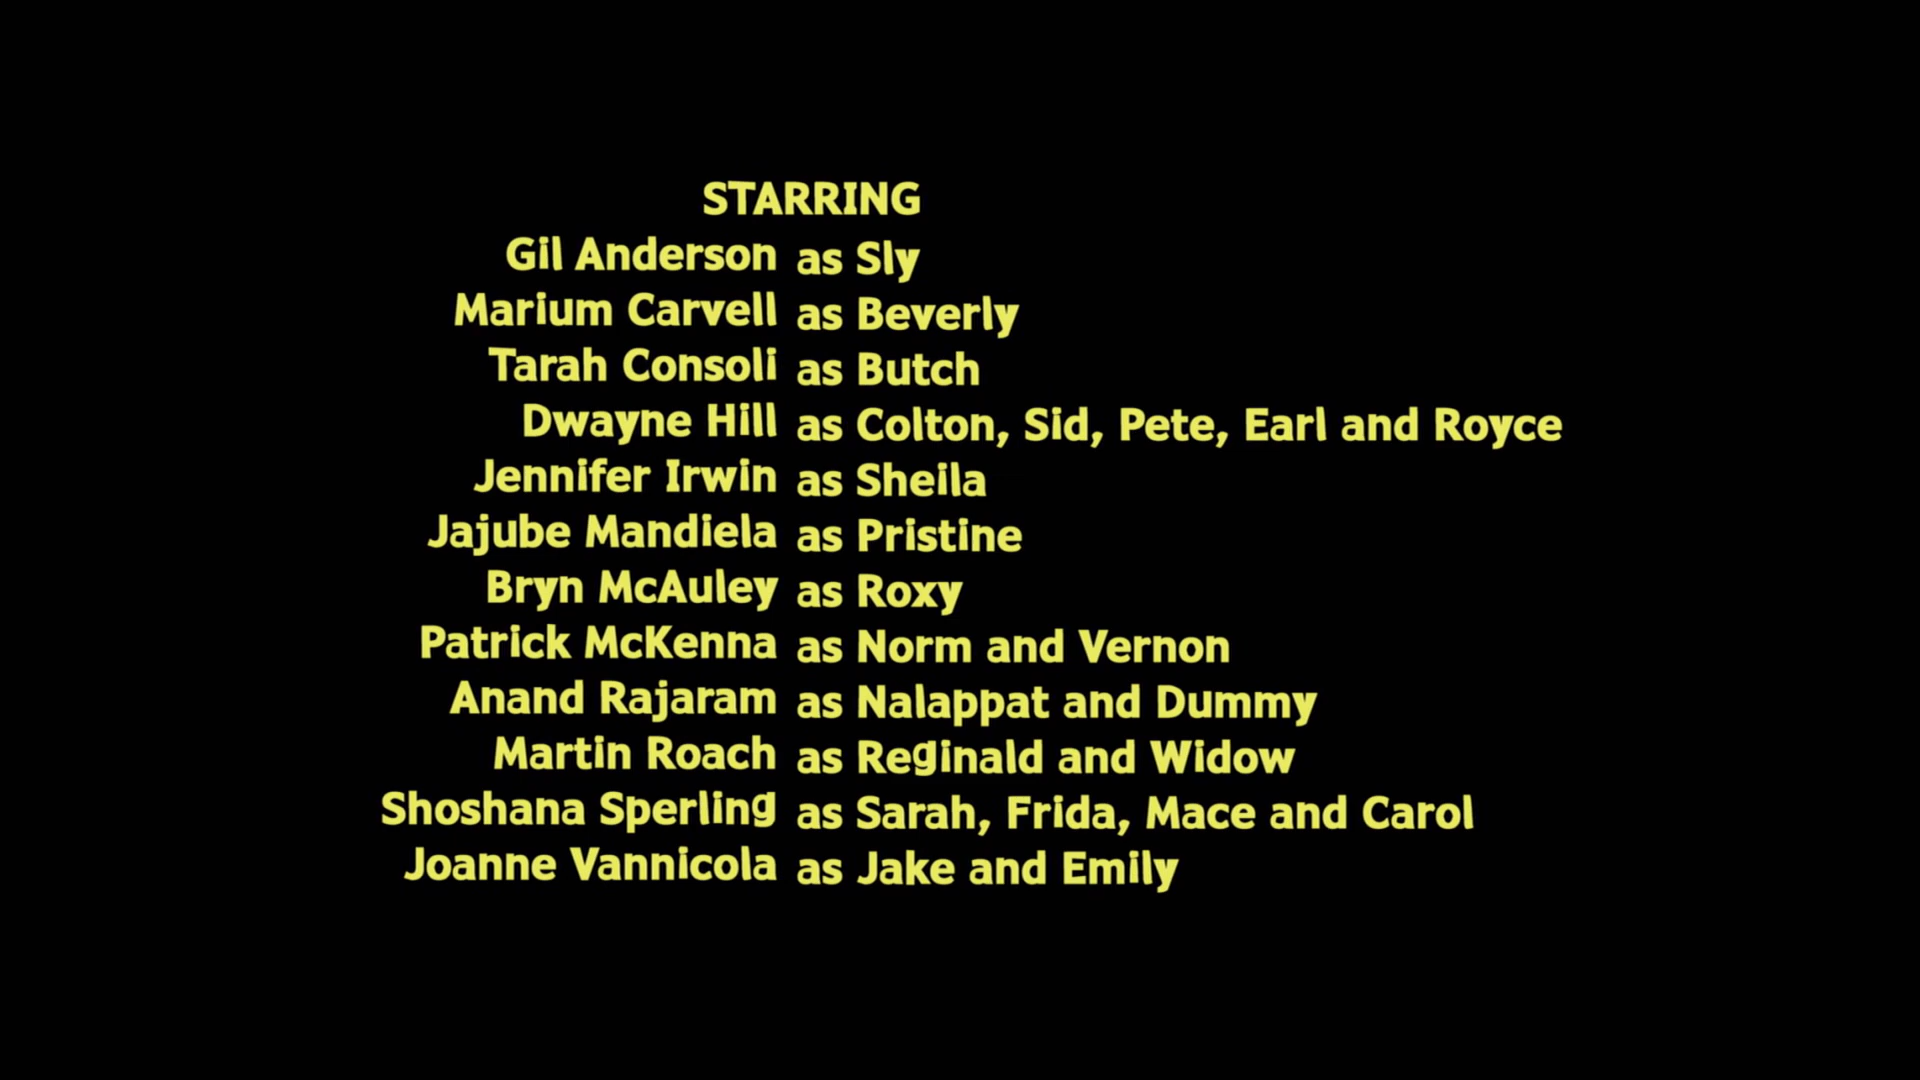 STARRING
Gil Anderson as Sly
Marium Carvell as Beverly
Tarah Consoli as Butch
Dwayne Hill as Colton, Sid, Pete, Earl and Royce
Jennifer Irwin as Sheila
Jajube Mandiela as Pristine
Bryn McAuley as Roxy
Patrick McKenna as Norm and Vernon
Anand Rajaram as Nalappat and Dummy
Martin Roach as Reginald and Widow
Shoshana Sperling as Sarah, Frida, Mace and Carol
Joanne Vannicola as Jake and Emily